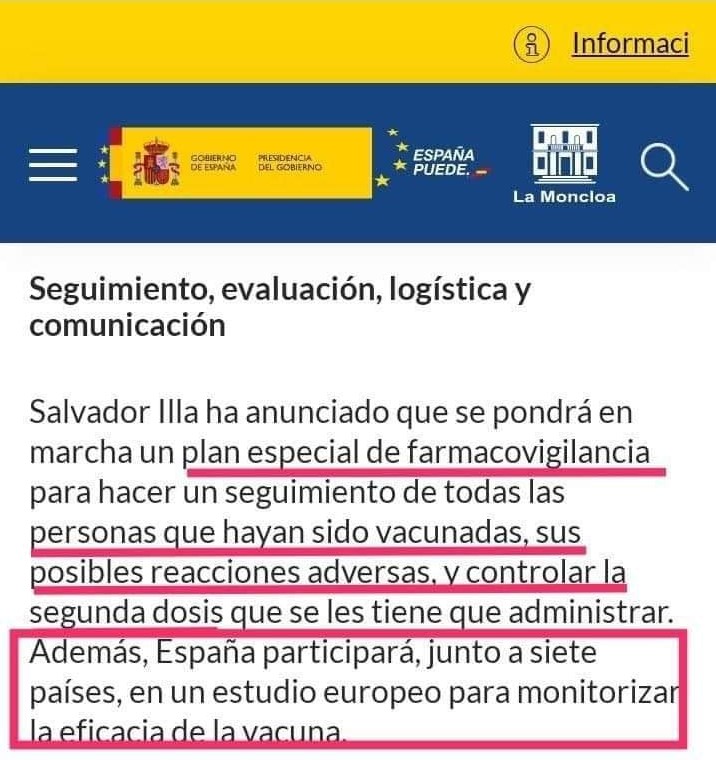 Informaci
GOBIERNO
DE ESPAÑA
PRESIDENCIA
DEL GOBIERNO
ESPAÑA
PUEDE.
La Moncloa
Seguimiento, evaluación, logística y
comunicación
Salvador Illa ha anunciado que se pondrá en
marcha un plan especial de farmacovigilancia
para hacer un seguimiento de todas las
personas que hayan sido vacunadas, sus
posibles reacciones adversas, y controlar la
segunda dosis que se les tiene que administrar.
Además, España participará, junto a siete
países, en un estudio europeo para monitorizar
la eficacia de la vacuna.